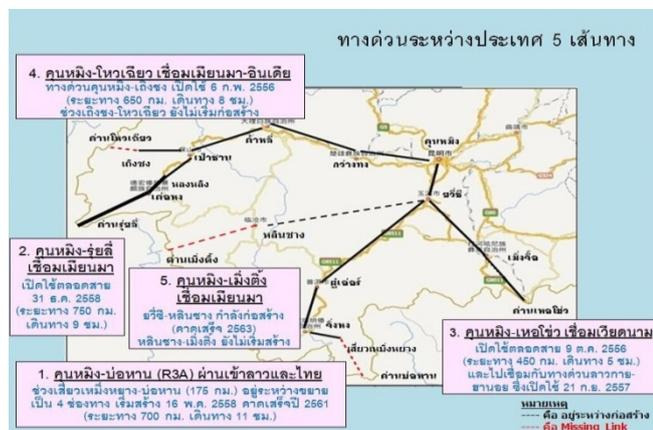 ทางด่วนระหว่างประเทศ 5 เส้นทาง
4. คุนหมิง-โหวเฉียว เชื่อมเมียนมา-อินเดีย
ทางด่วนคุนหมิง-เถิงชง เปิดใช้ 6 ก.พ. 2556
(ระยะทาง 650 กม. เดินทาง 8 ชม.)
ช่วงเถิงชง-โหวเฉียว ยังไม่เริ่มก่อสร้าง
ด่านโหวเฉียว
เถิงชง
เป่าซาน
ต้าหลี่
กว่างทง
คุนหมิง
昆明市
หลงหลิง
ด่านรุ่ยลี่
ยวี่ซี
หลินชาง
临沧市
ด่านเมิ่งติ้ง
ผูเอ่อร์
เม็งจื้อ
ด่านเหอโข่ว
จิ่งหง
เสี่ยวเหมิ่งหยาง
ด่านบ่อหาน
2. คุนหมิง-รุ่ยลี่
เชื่อมเมียนมา
เปิดใช้ตลอดสาย
31 ธ.ค. 2558
(ระยะทาง 750 กม.
เดินทาง 9 ชม.)
5. คุนหมิง-เมิ่งติ้ง
เชื่อมเมียนมา
ยวี่ซี-หลินชาง กำลังก่อสร้าง
(คาดเสร็จ 2563)
หลินชาง-เมิ่งติ้ง ยังไม่เริ่มสร้าง
3. คุนหมิง-เหอโข่ว เชื่อมเวียดนาม
เปิดใช้ตลอดสาย 9 ต.ค. 2556
(ระยะทาง 450 กม. เดินทาง 5 ชม.)
และไปเชื่อมกับทางด่วนลาวกาย-
ฮานอย ซึ่งเปิดใช้ 21 ก.ย. 2557
1. คุนหมิง-บ่อหาน (R3A) ผ่านเข้าลาวและไทย
ช่วงเสี่ยวเหมิ่งหยาง-บ่อหาน (175 กม.) อยู่ระหว่างขยาย
เป็น 4 ช่องทาง เริ่มสร้าง 16 พ.ค. 2558 คาดเสร็จปี 2561
(ระยะทาง 700 กม. เดินทาง 11 ชม.)
หมายเหตุ
---- คือ อยู่ระหว่างก่อสร้าง
---- คือ Missing Link